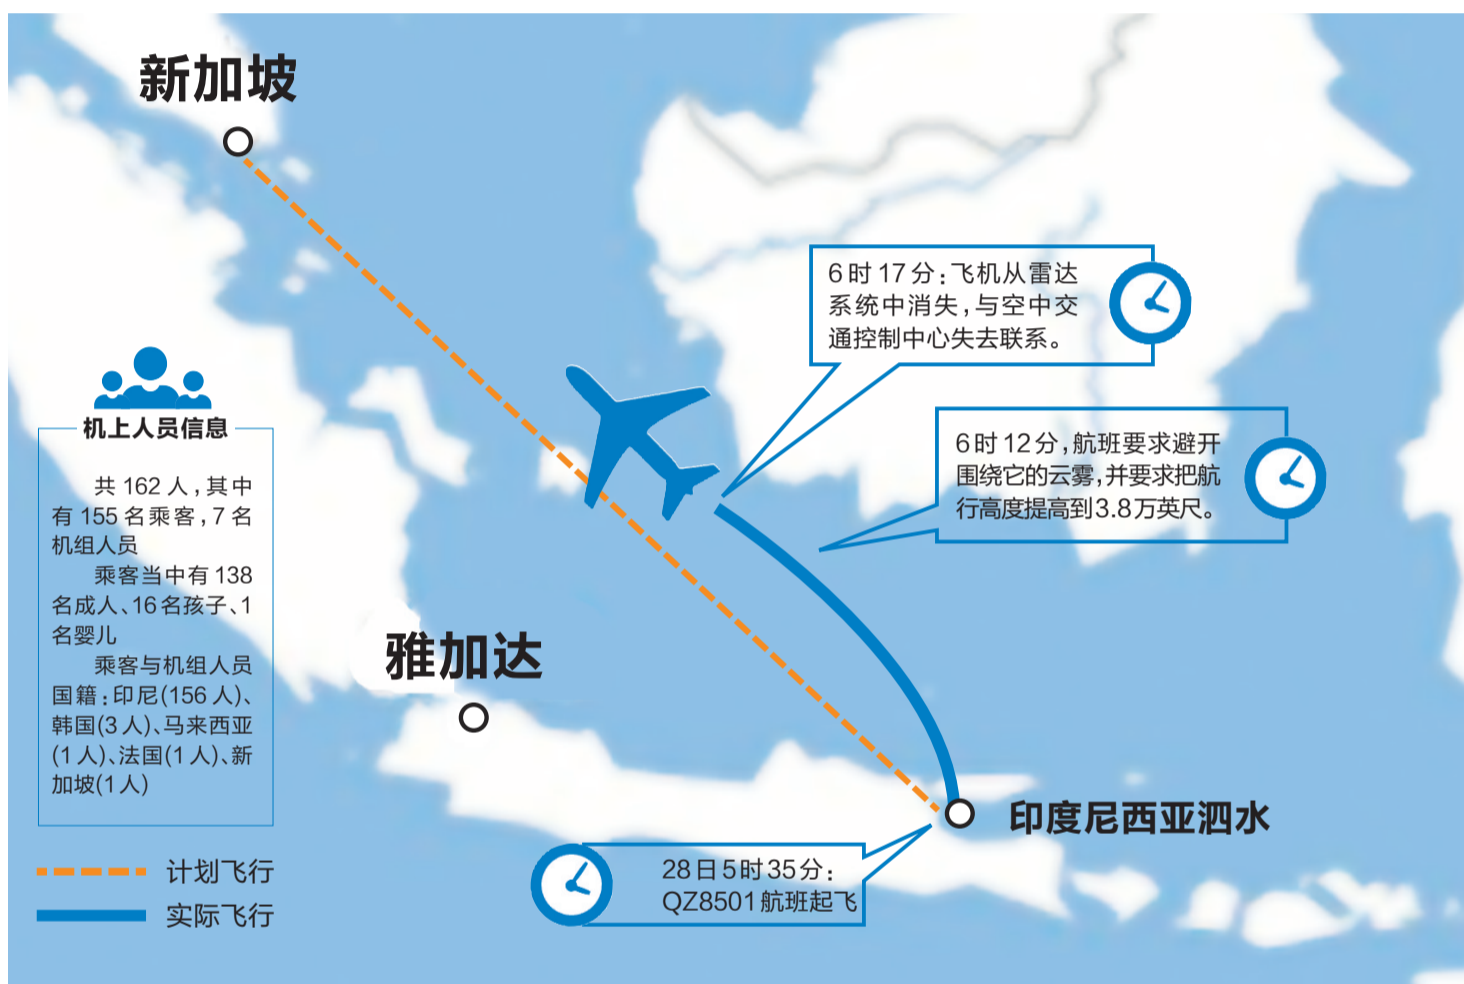 新加坡
6时17分：飞机从雷达
系统中消失，与空中交
通控制中心失去联系。
6时12分，航班要求避开
围绕它的云雾，并要求把航
行高度提高到3.8万英尺。
机上人员信息
共162人，其中
有155名乘客，7名
机组人员
乘客当中有138
名成人、16名孩子、1
名婴儿
乘客与机组人员
国籍：印尼(156人)、
韩国(3人)、马来西亚
(1人)、法国(1人)、新
加坡(1人)
雅加达
印度尼西亚泗水
28日5时35分：
QZ8501航班起飞
计划飞行
实际飞行